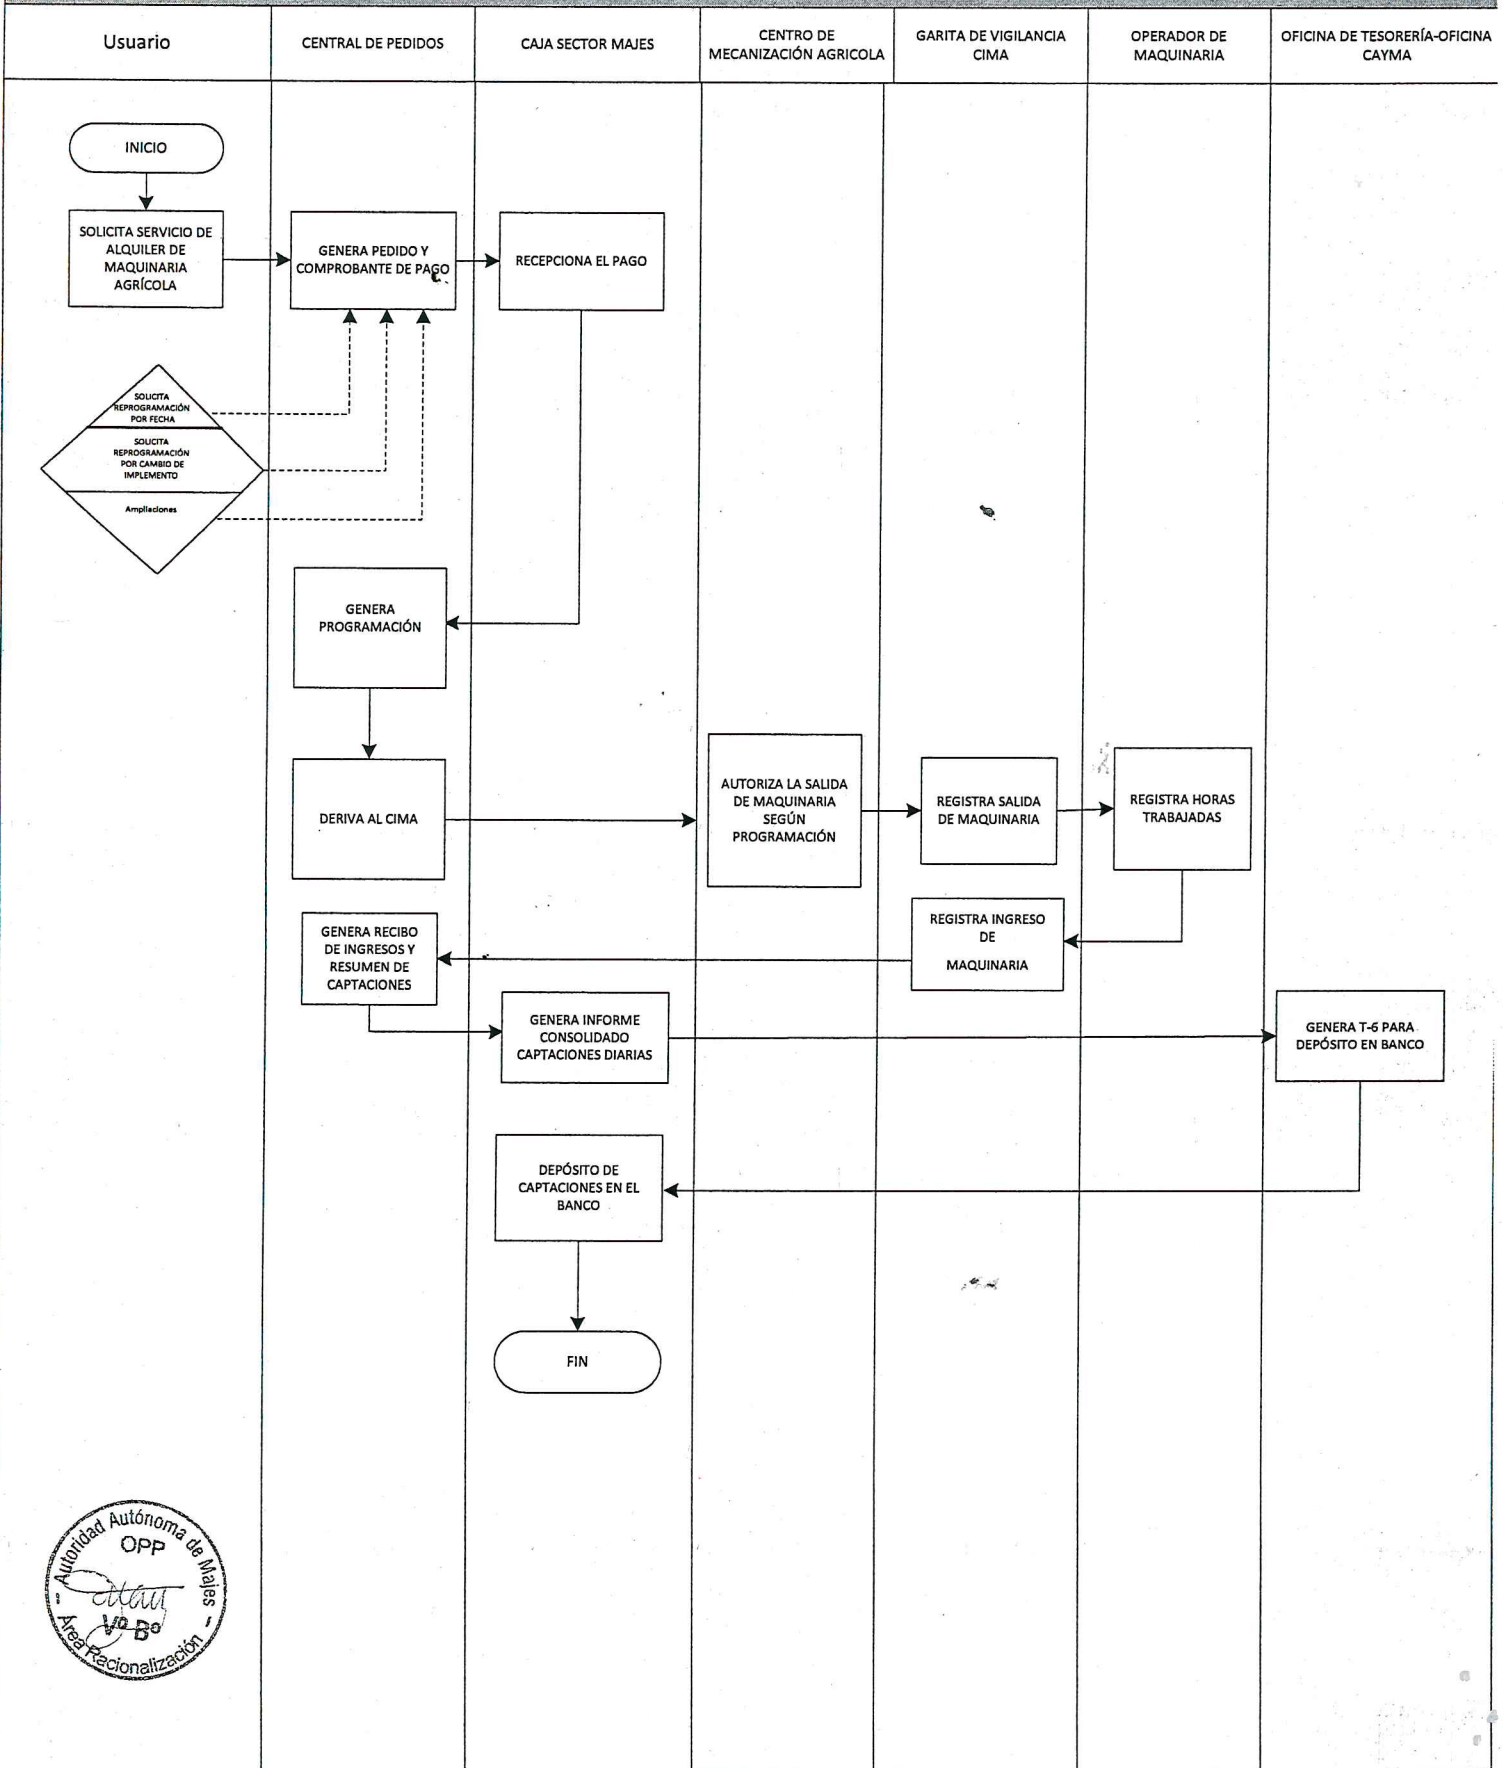 Usuario
CENTRAL DE PEDIDOS
CAJA SECTOR MAJES
CENTRO DE
MECANIZACIÓN AGRICOLA
GARITA DE VIGILANCIA
CIMA
OPERADOR DE
MAQUINARIA
OFICINA DE TESORERÍA-OFICINA
CAYMA
INICIO
SOLICITA SERVICIO DE
ALQUILER DE
MAQUINARIA
AGRÍCOLA
GENERA PEDIDO Y
COMPROBANTE DE PAGO
RECEPCIONA EL PAGO
SOLICITA
REPROGRAMACIÓN
POR FECHA
SOLICITA
REPROGRAMACIÓN
POR CAMBIO DE
IMPLEMENTO
Ampliaciones
GENERA
PROGRAMACIÓN
DERIVA AL CIMA
AUTORIZA LA SALIDA
DE MAQUINARIA
SEGÚN
PROGRAMACIÓN
REGISTRA SALIDA
DE MAQUINARIA
REGISTRA HORAS
TRABAJADAS
REGISTRA INGRESO
DE
MAQUINARIA
GENERA RECIBO
DE INGRESOS Y
RESUMEN DE
CAPTACIONES
GENERA INFORME
CONSOLIDADO
CAPTACIONES DIARIAS
GENERA T-6 PARA
DEPÓSITO EN BANCO
DEPÓSITO DE
CAPTACIONES EN EL
BANCO
FIN
Autoridad Autónoma de Majes
OPP
Vº Bº
Área Racionalización